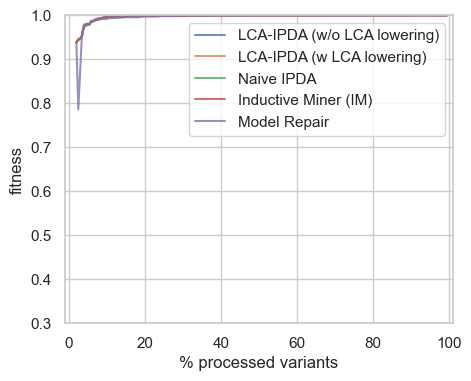 1.0
0.9
0.8
0.7
0.6
0.5
0.4
0.3
fitness
LCA-IPDA (w/o LCA lowering)
LCA-IPDA (w LCA lowering)
Naive IPDA
Inductive Miner (IM)
Model Repair
0 20 40 60 80 100
% processed variants